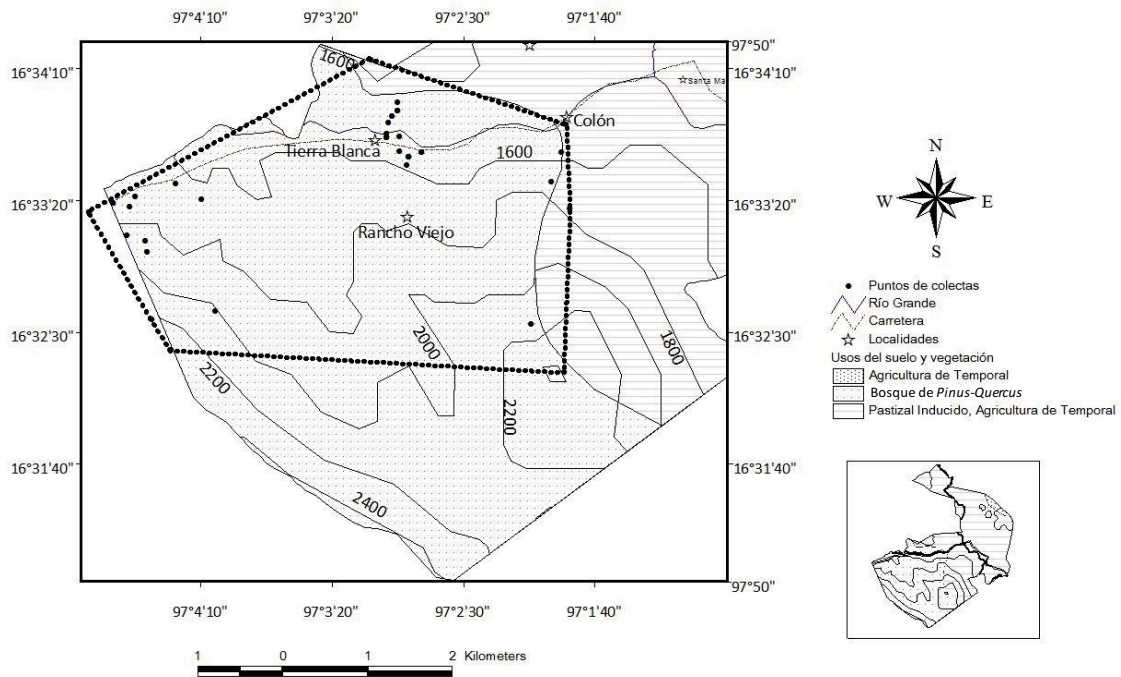 97°4'10" 97°3'20" 97°2'30" 97°1'40"
97°50"
16°34'10" 16°34'10"
1600
Santa Ma
Colón
Tierra Blanca
1600
16°33'20" 16°33'20"
Rancho Viejo
16°32'30" 16°32'30"
2000
1800
2200
2200
16°31'40" 16°31'40"
2400
97°50"
97°4'10" 97°3'20" 97°2'30" 97°1'40"
1 0 1 2 Kilometers
N
W E
S
Puntos de colectas
Río Grande
Carretera
Localidades
Usos del suelo y vegetación
Agricultura de Temporal
Bosque de Pinus-Quercus
Pastizal Inducido, Agricultura de Temporal